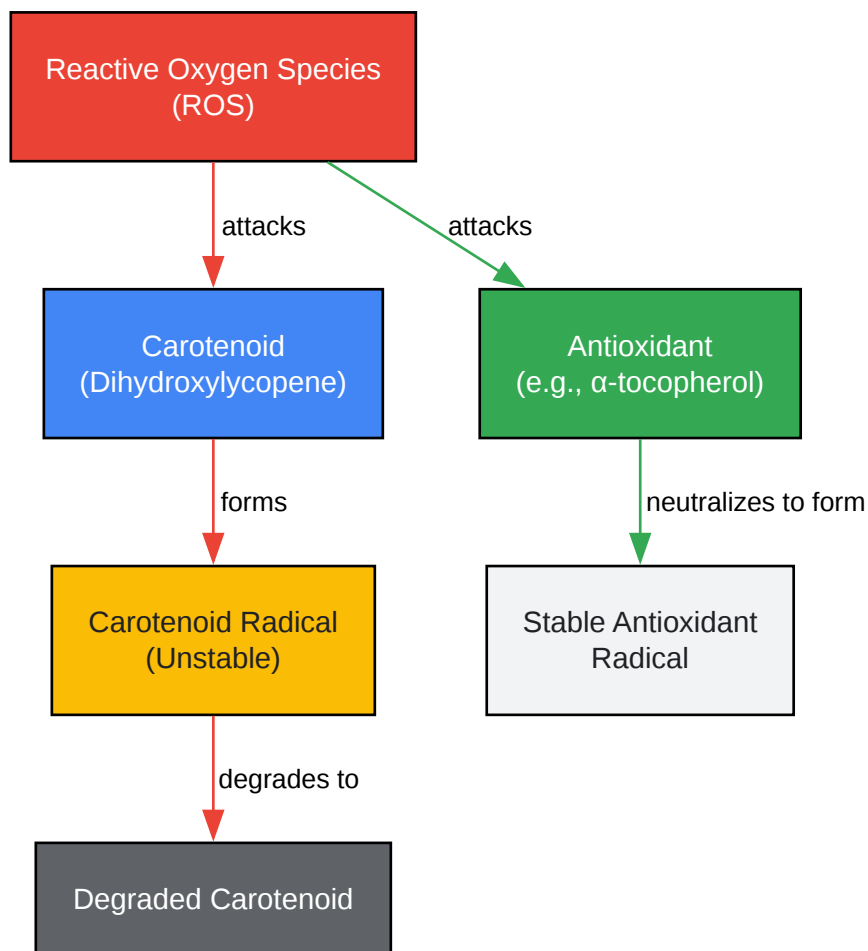 Reactive Oxygen Species
(ROS)
attacks
attacks
Carotenoid
(Dihydroxylycopene)
Antioxidant
(e.g., α-tocopherol)
forms
neutralizes to form
Carotenoid Radical
(Unstable)
Stable Antioxidant
Radical
degrades to
Degraded Carotenoid